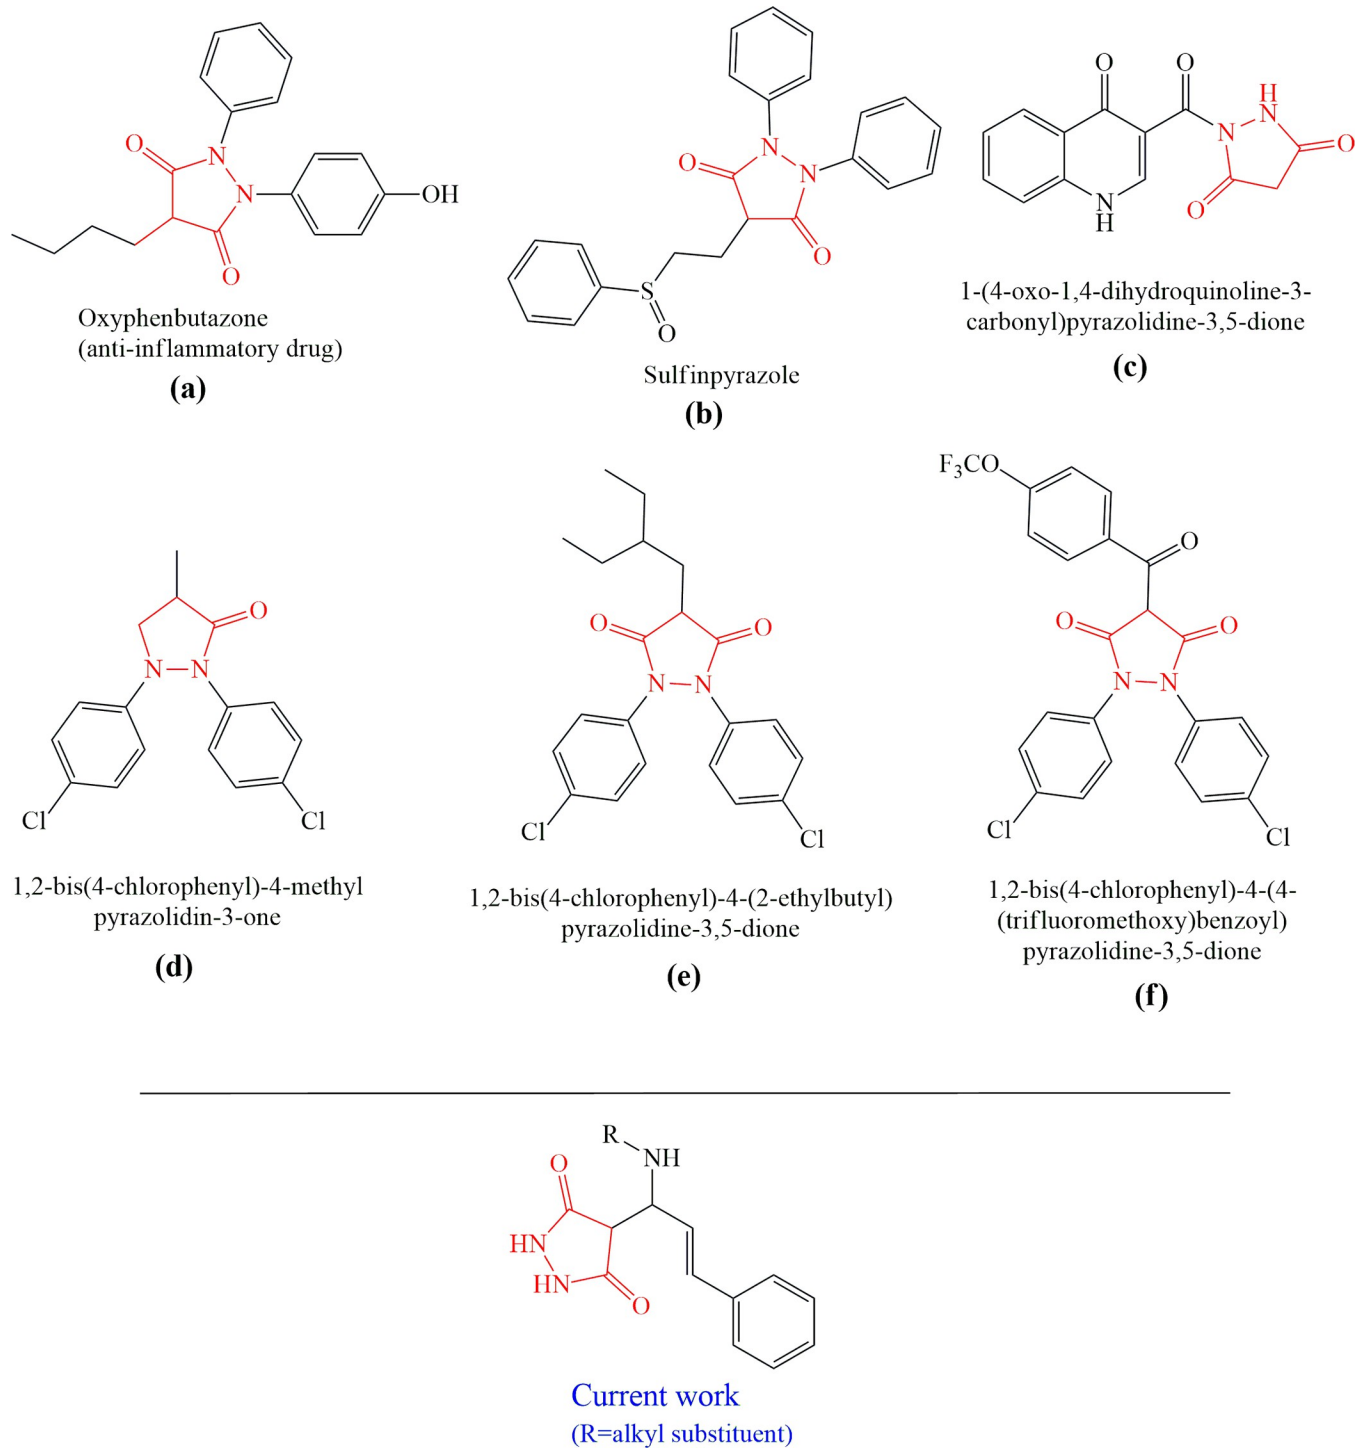 O
N
N
OH
O
Oxyphenbutazone
(anti-inflammatory drug)
(a)
O
N
N
O
S
O
Sulfinpyrazole
(b)
O
O
H
N
N
O
O
N
H
1-(4-oxo-1,4-dihydroquinoline-3-
carbonyl)pyrazolidine-3,5-dione
(c)
O
N
N
Cl
Cl
1,2-bis(4-chlorophenyl)-4-methyl
pyrazolidin-3-one
(d)
O
O
N
N
Cl
Cl
1,2-bis(4-chlorophenyl)-4-(2-ethylbutyl)
pyrazolidine-3,5-dione
(e)
F3CO
O
O
O
N
N
Cl
Cl
1,2-bis(4-chlorophenyl)-4-(4-
(trifluoromethoxy)benzoyl)
pyrazolidine-3,5-dione
(f)
R
NH
O
HN
HN
O
Current work
(R=alkyl substituent)